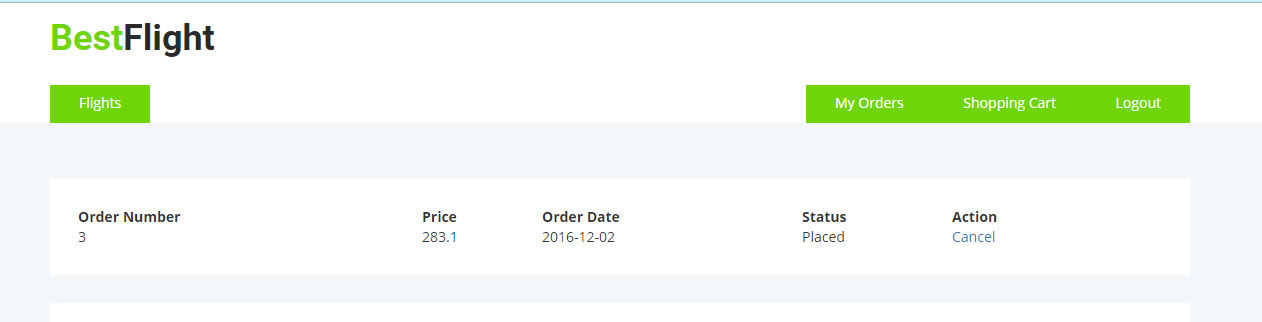 BestFlight
Flights My Orders Shopping Cart Logout
Order Number Price Order Date Status Action
3 283.1 2016-12-02 Placed Cancel